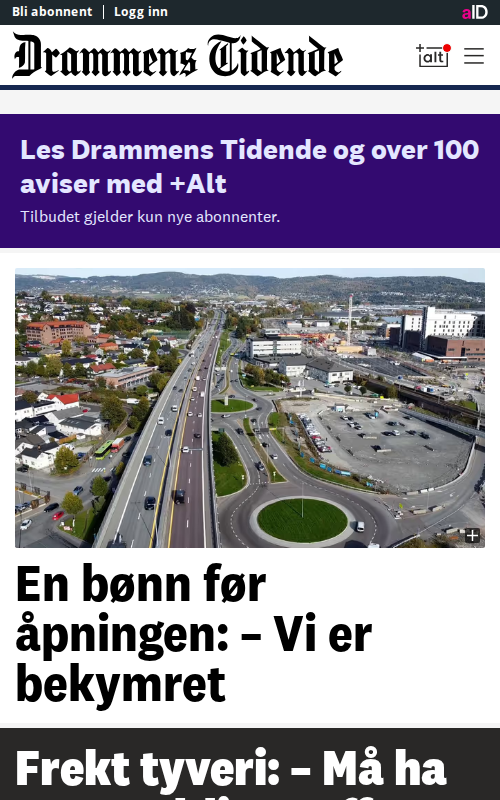 Bli abonnent
Logg inn
aID
Drammens Tidende
+alt
Les Drammens Tidende og over 100
aviser med +Alt
Tilbudet gjelder kun nye abonnenter.
En bønn før
åpningen: – Vi er
bekymret
Frekt tyveri: – Må ha